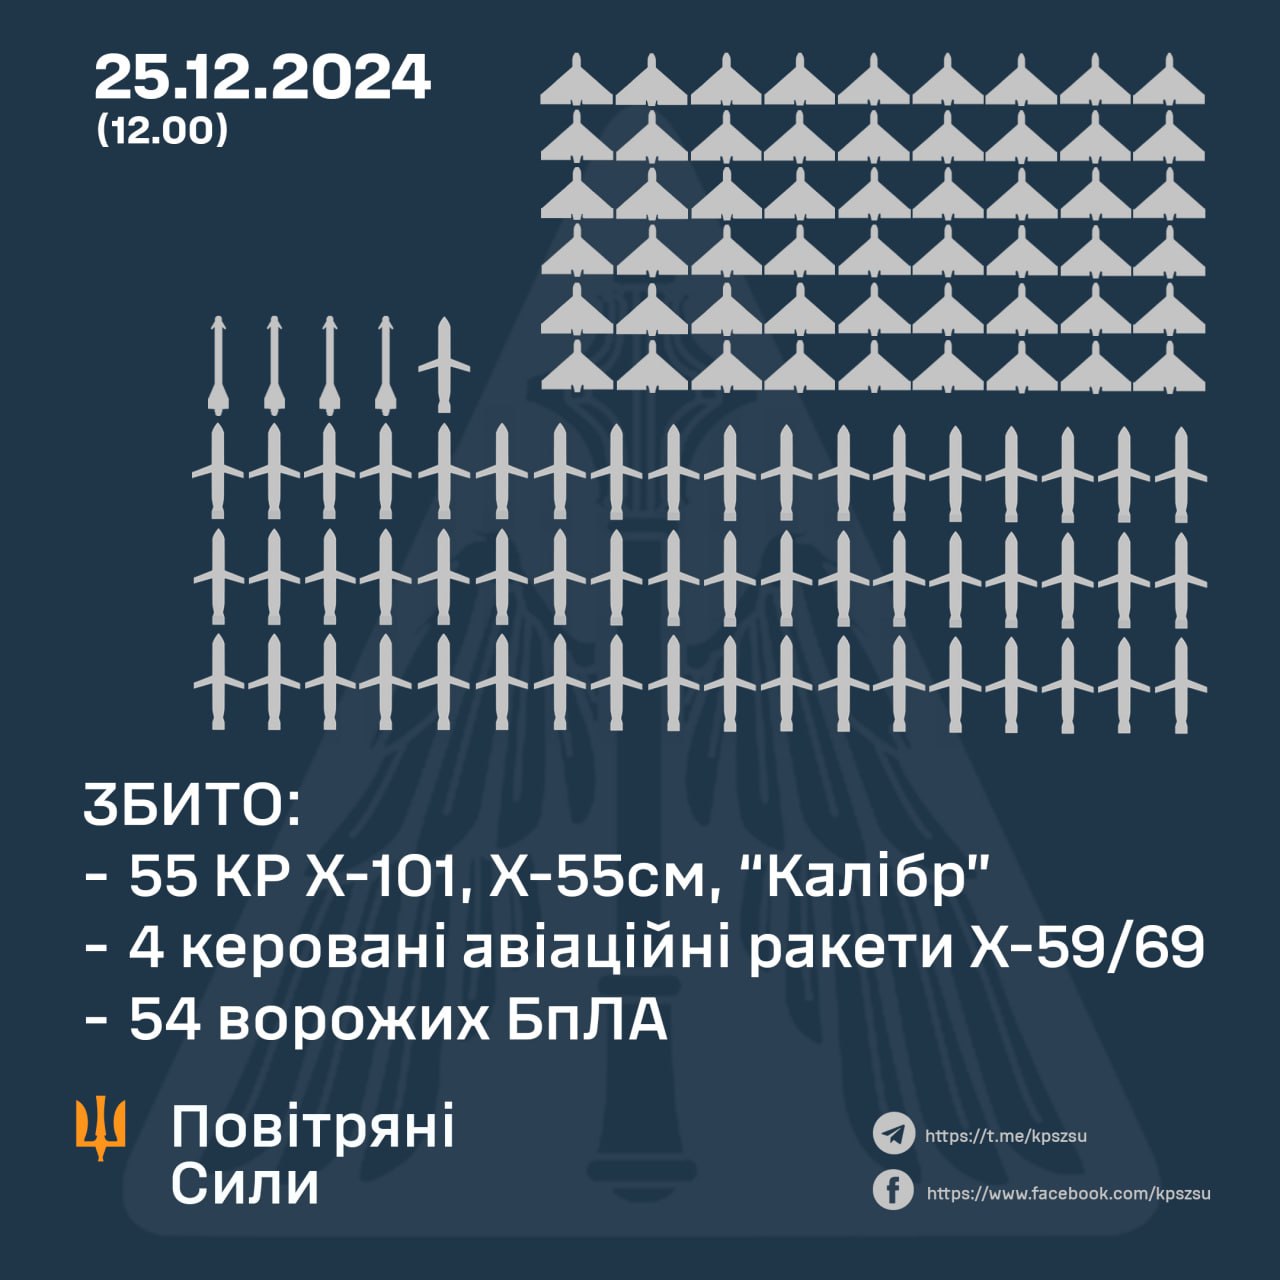 25.12.2024
(12.00)
ЗБИТО:
- 55 КР Х-101, Х-55см, “Калібр”
- 4 керовані авіаційні ракети Х-59/69
- 54 ворожих БпЛА
Повітряні
Сили
https://t.me/kpszsu
https://www.facebook.com/kpszsu